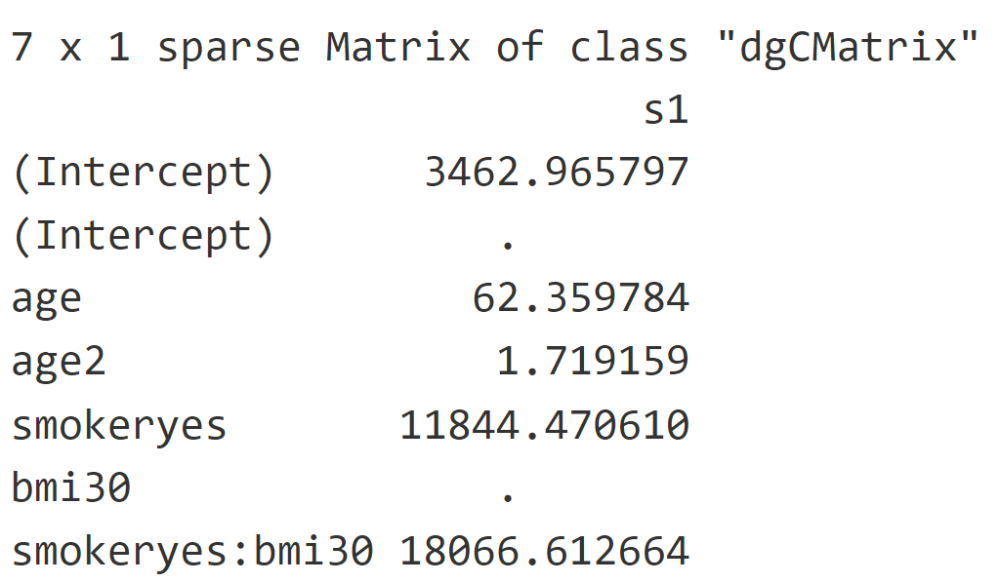 7 x 1 sparse Matrix of class "dgCMatrix"
s1
(Intercept) 3462.965797
(Intercept) .
age 62.359784
age2 1.719159
smokeryes 11844.470610
bmi30 .
smokeryes:bmi30 18066.612664